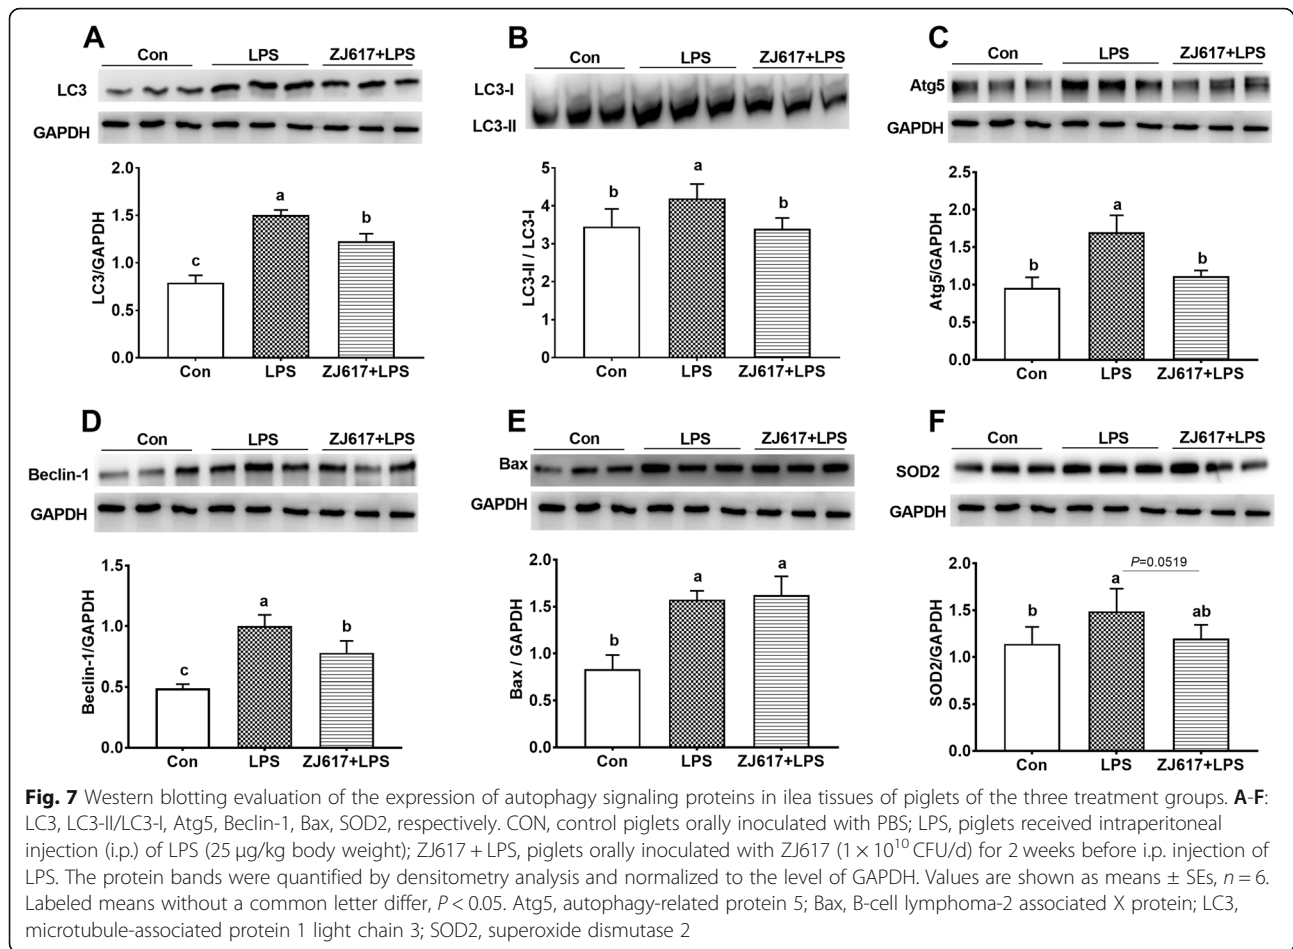 A
Con LPS ZJ617+LPS
LC3
GAPDH
LC3/GAPDH
2.0
1.5
1.0
0.5
0.0
c
a
b
Con LPS ZJ617+LPS
B
Con LPS ZJ617+LPS
LC3-I
LC3-II
LC3-II / LC3-I
5
4
3
2
1
0
b
a
b
Con LPS ZJ617+LPS
C
Con LPS ZJ617+LPS
Atg5
GAPDH
Atg5/GAPDH
2.5
2.0
1.5
1.0
0.5
0.0
b
a
b
Con LPS ZJ617+LPS
D
Con LPS ZJ617+LPS
Beclin-1
GAPDH
Beclin-1/GAPDH
1.5
1.0
0.5
0.0
c
a
b
Con LPS ZJ617+LPS
E
Con LPS ZJ617+LPS
Bax
GAPDH
Bax / GAPDH
2.0
1.5
1.0
0.5
0.0
b
a
a
Con LPS ZJ617+LPS
F
Con LPS ZJ617+LPS
SOD2
GAPDH
SOD2/GAPDH
2.0
1.5
1.0
0.5
0.0
P=0.0519
b
a
ab
Con LPS ZJ617+LPS
Fig. 7 Western blotting evaluation of the expression of autophagy signaling proteins in ilea tissues of piglets of the three treatment groups. A-F:
LC3, LC3-II/LC3-I, Atg5, Beclin-1, Bax, SOD2, respectively. CON, control piglets orally inoculated with PBS; LPS, piglets received intraperitoneal
injection (i.p.) of LPS (25 μg/kg body weight); ZJ617 + LPS, piglets orally inoculated with ZJ617 (1 × 10¹⁰ CFU/d) for 2 weeks before i.p. injection of
LPS. The protein bands were quantified by densitometry analysis and normalized to the level of GAPDH. Values are shown as means ± SEs, n = 6.
Labeled means without a common letter differ, P < 0.05. Atg5, autophagy-related protein 5; Bax, B-cell lymphoma-2 associated X protein; LC3,
microtubule-associated protein 1 light chain 3; SOD2, superoxide dismutase 2